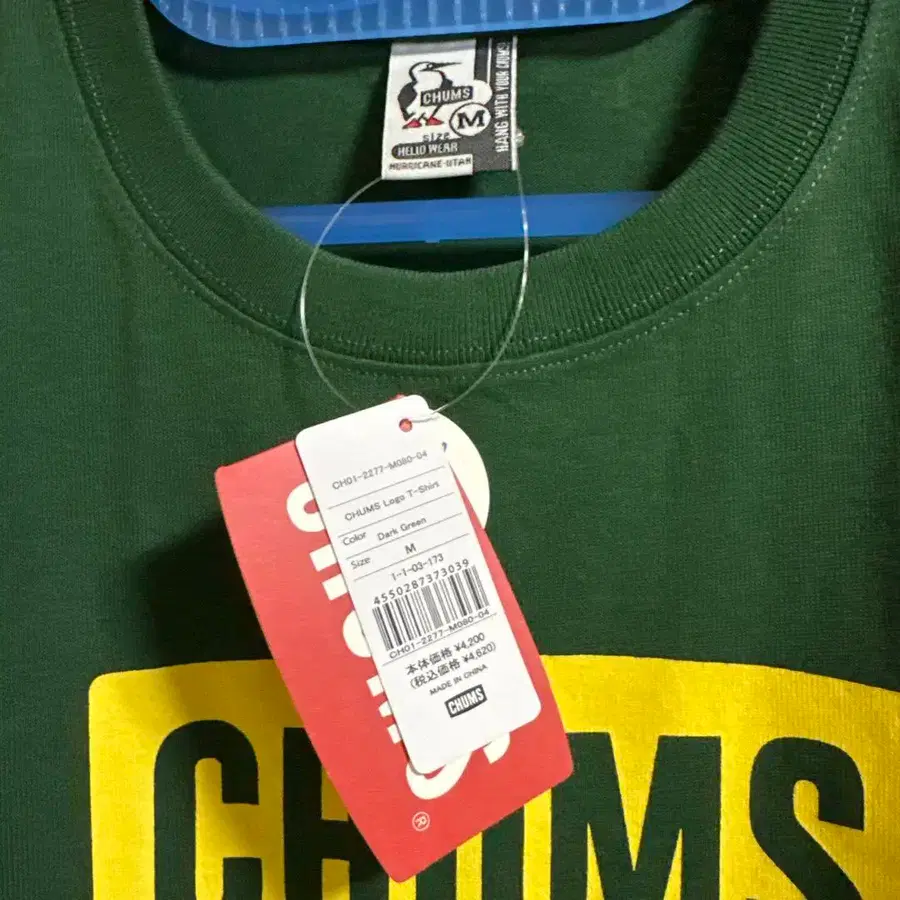 CHUMS
M
size
HELLO WEAR
HURRICANE-UTAH
HANG WITH YOUR CHUMS!
CH01-2277-M080-04
CHUMS Logo T-Shirt
Color Dark Green
Size M
1-1-03-173
4550287373039
CH01-2277-M080-04
本体価格 ¥4,200
(税込価格 ¥4,620)
MADE IN CHINA
CHUMS
CHUMS
®
CHUMS